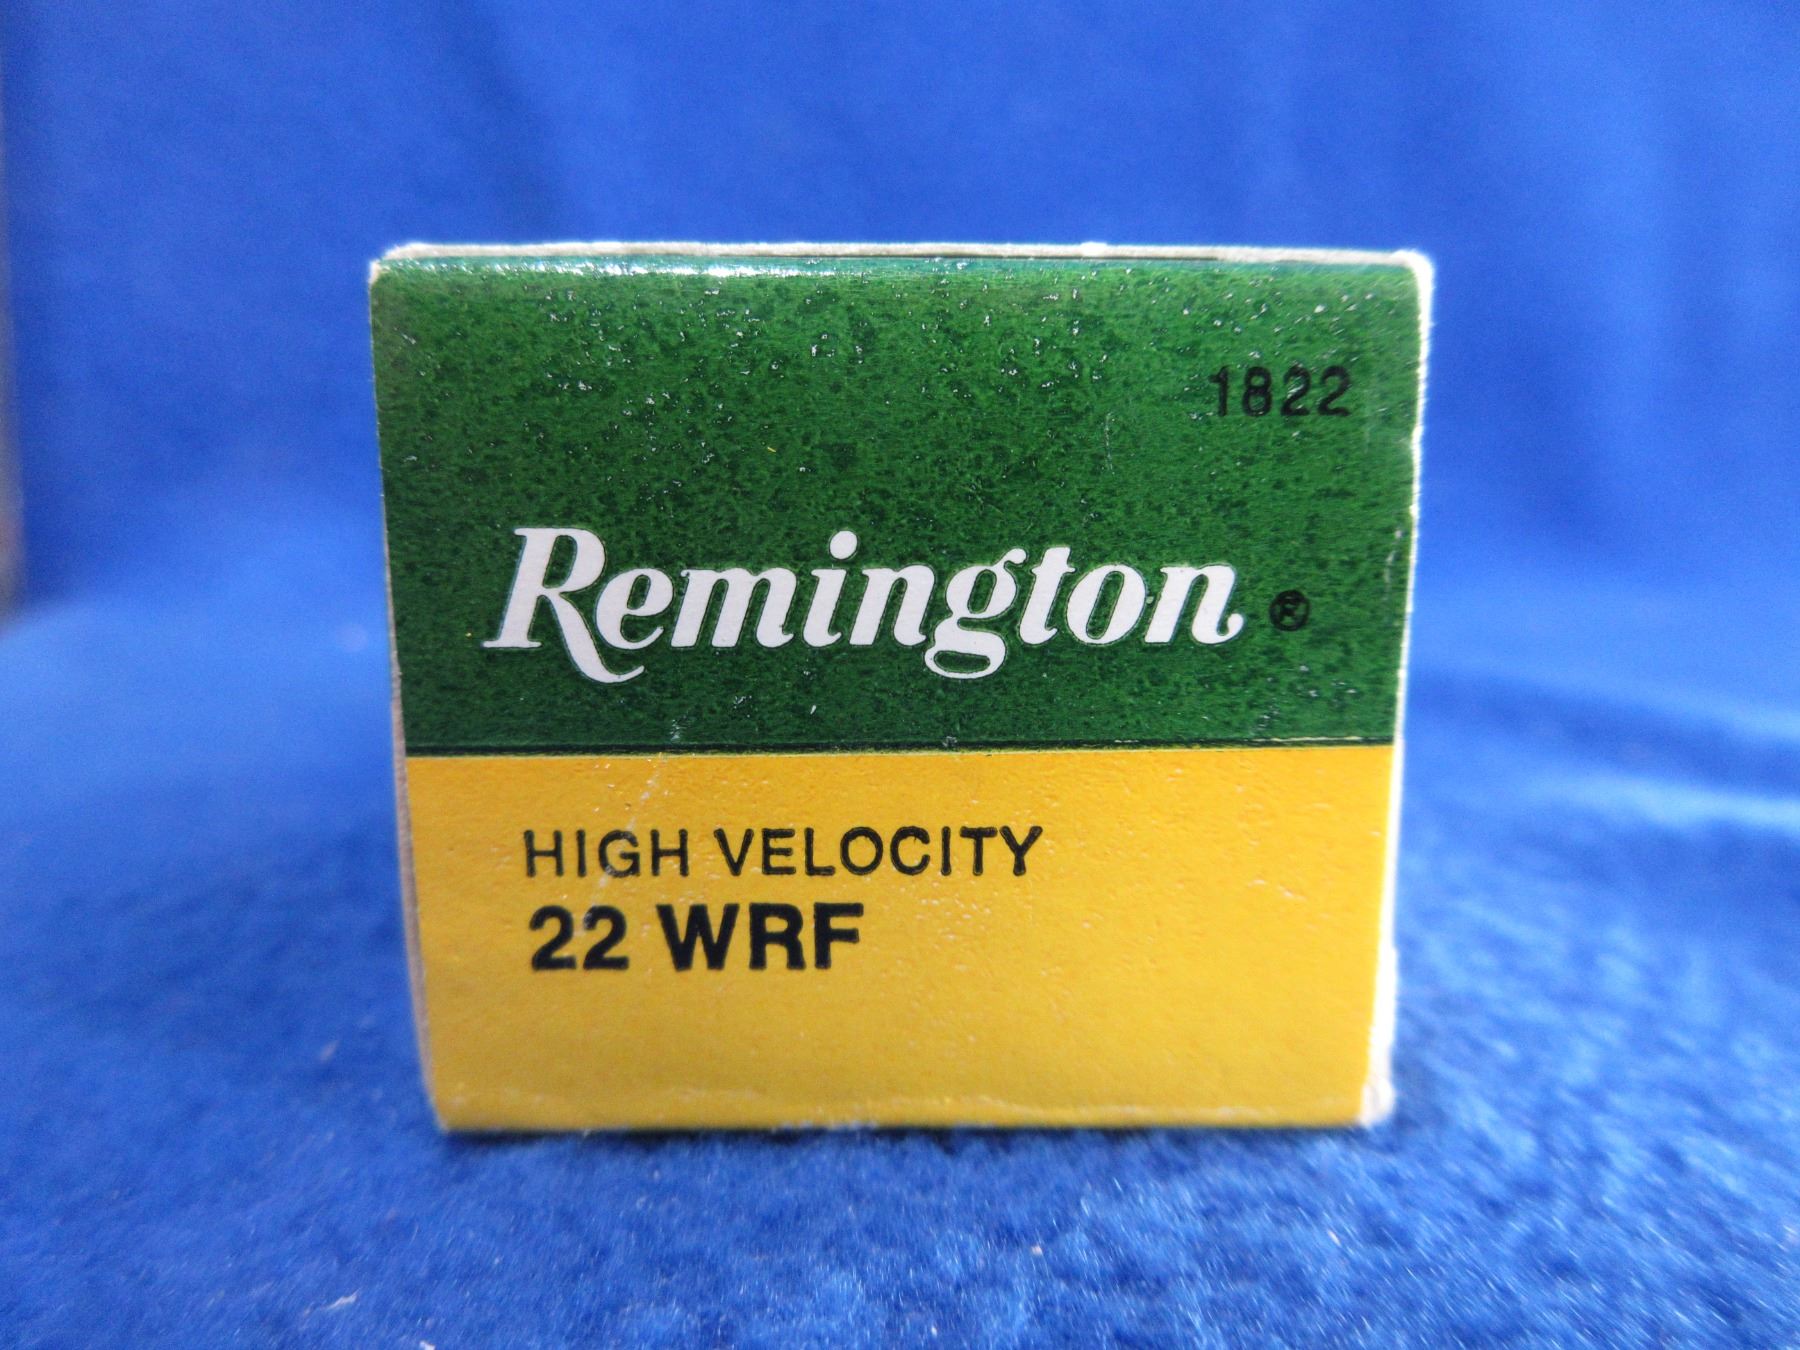 1822
Remington®
HIGH VELOCITY
22 WRF